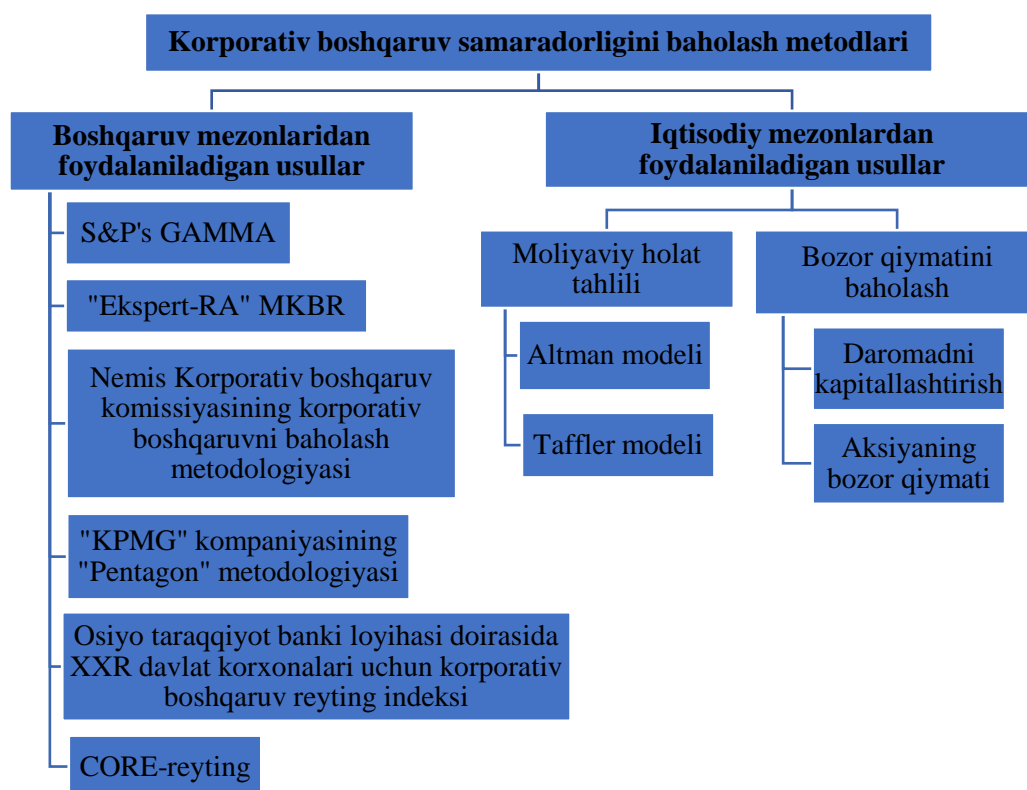 Korporativ boshqaruv samaradorligini baholash metodlari
Boshqaruv mezonlaridan
foydalaniladigan usullar
S&P's GAMMA
"Ekspert-RA" MKBR
Nemis Korporativ boshqaruv
komissiyasining korporativ
boshqaruvni baholash
metodologiyasi
"KPMG" kompaniyasining
"Pentagon" metodologiyasi
Osiyo taraqqiyot banki loyihasi doirasida
XXR davlat korxonalari uchun korporativ
boshqaruv reyting indeksi
CORE-reyting
Iqtisodiy mezonlardan
foydalaniladigan usullar
Moliyaviy holat
tahlili
Altman modeli
Taffler modeli
Bozor qiymatini
baholash
Daromadni
kapitallashtirish
Aksiyaning
bozor qiymati